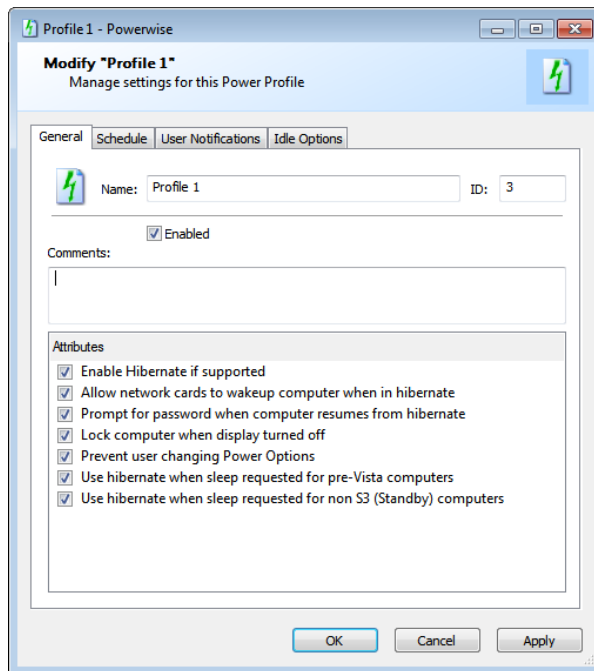 Profile 1 - Powerwise
Modify "Profile 1"
Manage settings for this Power Profile
General Schedule User Notifications Idle Options
Name: Profile 1 ID: 3
Enabled
Comments:
Attributes
Enable Hibernate if supported
Allow network cards to wakeup computer when in hibernate
Prompt for password when computer resumes from hibernate
Lock computer when display turned off
Prevent user changing Power Options
Use hibernate when sleep requested for pre-Vista computers
Use hibernate when sleep requested for non S3 (Standby) computers
OK Cancel Apply